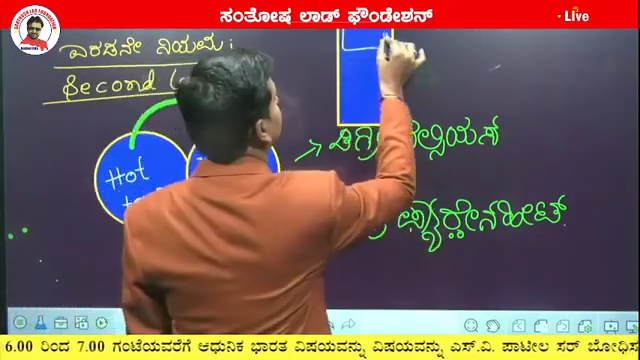 ಸಂತೋಷ ಲಾಡ್ ಫೌಂಡೇಶನ್
Live
ಎರಡನೇ ನಿಯಮ:
Second
Hot
→ ಡಿಗ್ರಿ ಸೆಲ್ಸಿಯಸ್
ಫ್ಯಾರನ್‌ಹೀಟ್
6.00 ರಿಂದ 7.00 ಗಂಟೆಯವರೆಗೆ ಆಧುನಿಕ ಭಾರತ ವಿಷಯವನ್ನು ವಿಷಯವನ್ನು ಎಸ್.ವಿ. ಪಾಟೀಲ ಸರ್ ಬೋಧಿಸ